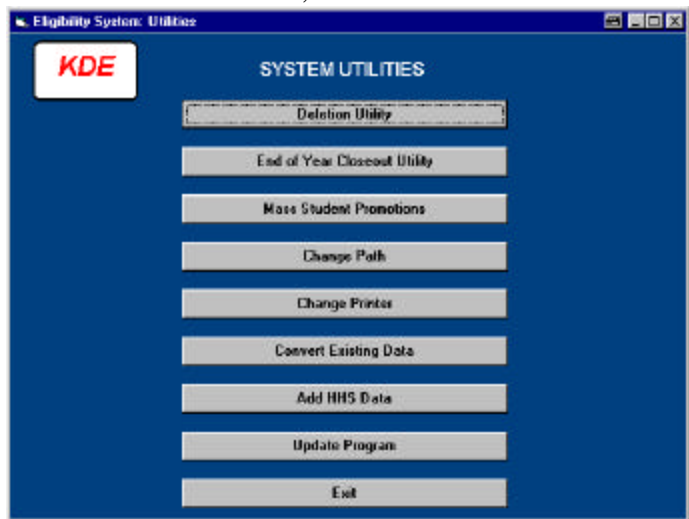 Eligibility System: Utilities
KDE
SYSTEM UTILITIES
Deletion Utility
End of Year Closeout Utility
Mass Student Promotions
Change Path
Change Printer
Convert Existing Data
Add HHS Data
Update Program
Exit